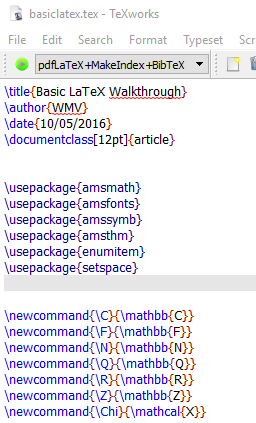 basiclatex.tex - TeXworks
File Edit Search Format Typeset Scri
pdfLaTeX+MakeIndex+BibTeX
\title{Basic LaTeX Walkthrough}
\author{WMV}
\date{10/05/2016}
\documentclass[12pt]{article}
\usepackage{amsmath}
\usepackage{amsfonts}
\usepackage{amssymb}
\usepackage{amsthm}
\usepackage{enumitem}
\usepackage{setspace}
\newcommand{\C}{\mathbb{C}}
\newcommand{\F}{\mathbb{F}}
\newcommand{\N}{\mathbb{N}}
\newcommand{\Q}{\mathbb{Q}}
\newcommand{\R}{\mathbb{R}}
\newcommand{\Z}{\mathbb{Z}}
\newcommand{\Chi}{\mathcal{X}}